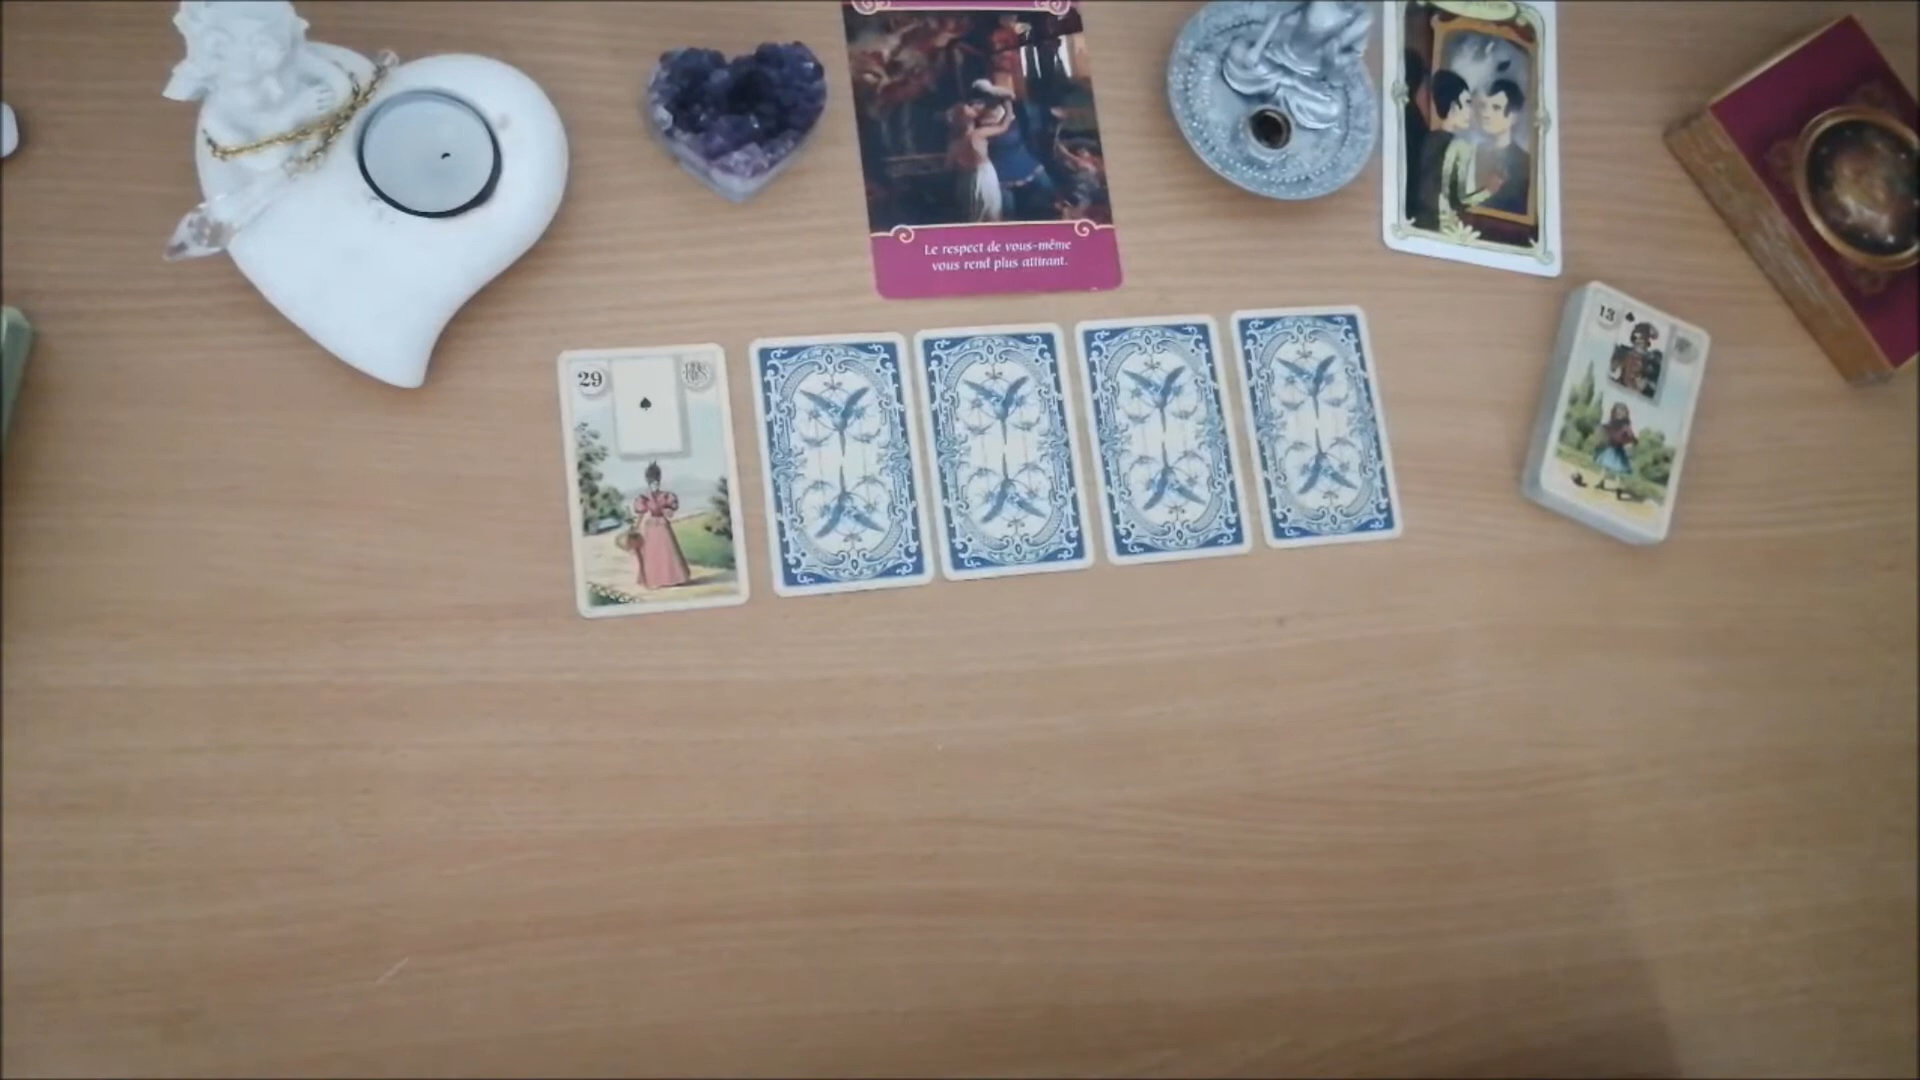 Le respect de vous-même
vous rend plus attirant.
29
13